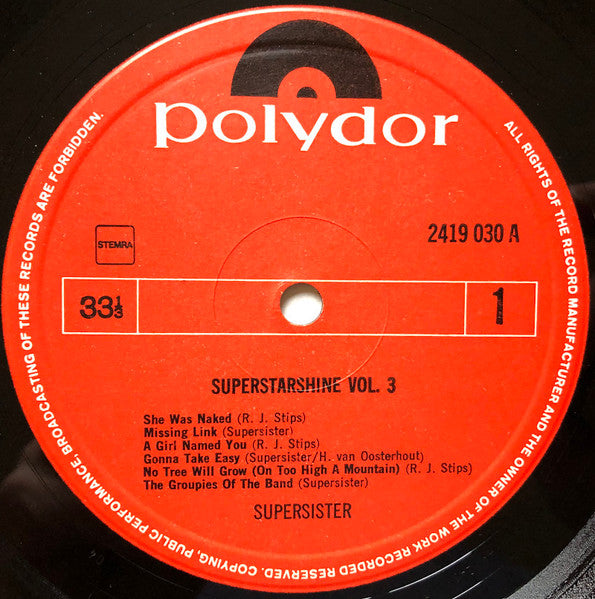 polydor
ALL RIGHTS OF THE RECORD MANUFACTURER AND THE OWNER OF THE WORK RECORDED RESERVED. COPYING, PUBLIC PERFORMANCE, BROADCASTING OF THESE RECORDS ARE FORBIDDEN.
STEMRA
2419 030 A
33⅓
1
SUPERSTARSHINE VOL. 3
She Was Naked (R. J. Stips)
Missing Link (Supersister)
A Girl Named You (R. J. Stips)
Gonna Take Easy (Supersister/H. van Oosterhout)
No Tree Will Grow (On Too High A Mountain) (R. J. Stips)
The Groupies Of The Band (Supersister)
SUPERSISTER